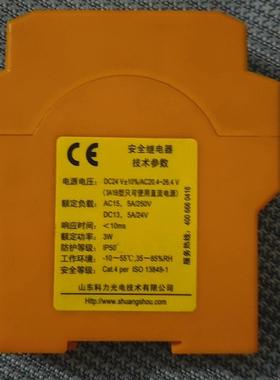 CE
安全继电器
技术参数
电源电压：DC24 V±10%/AC20.4~26.4 V
(3A1B型只可使用直流电源)
额定负载：AC15，5A/250V
DC13，5A/24V
响应时间：＜10ms
额定功率：3W
防护等级：IP50
工作环境：-10~55℃,35~85%RH
安全等级：Cat.4 per ISO 13849-1
山东科力光电技术有限公司
Http://www.shuangshou.com
服务热线：400 666 0416